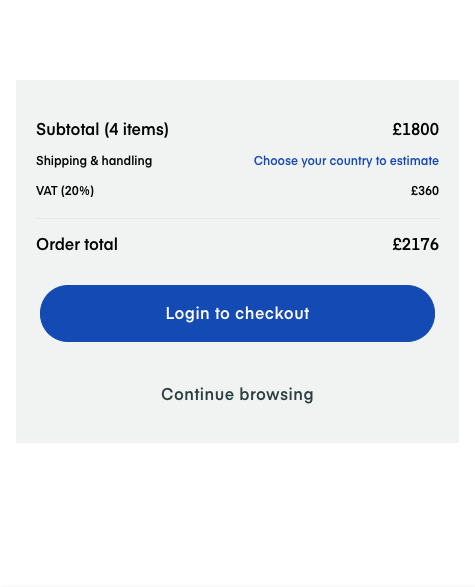 Subtotal (4 items) £1800
Shipping & handling Choose your country to estimate
VAT (20%) £360
Order total £2176
Login to checkout
Continue browsing